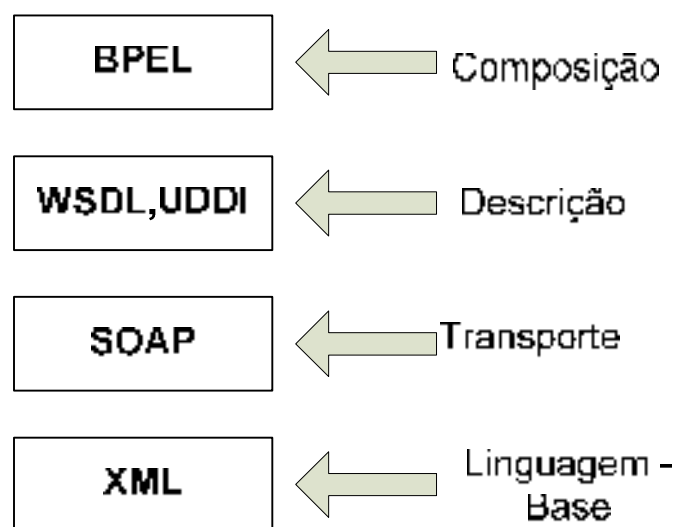 BPEL
Composição
WSDL,UDDI
Descrição
SOAP
Transporte
XML
Linguagem -
Base